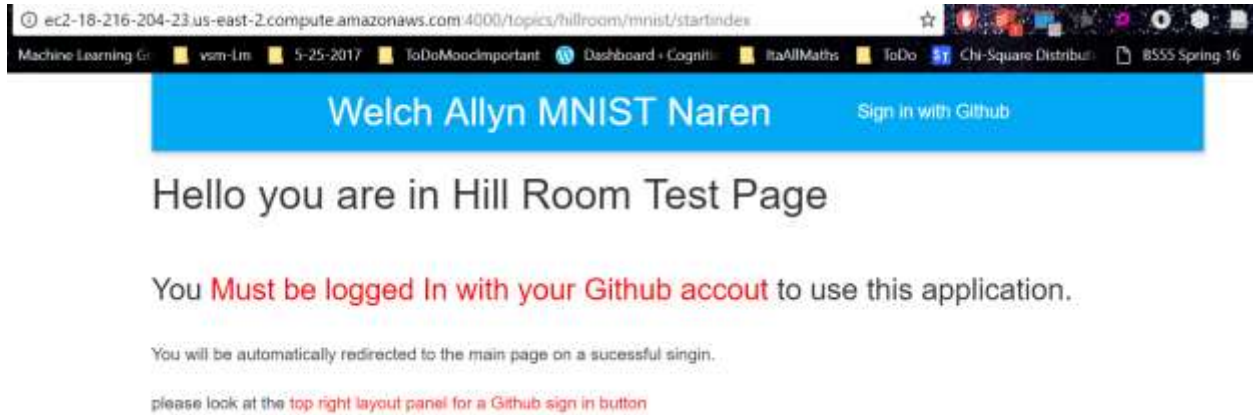 ec2-18-216-204-23.us-east-2.compute.amazonaws.com:4000/topics/hillroom/mnist/startindex
Machine Learning G vsm-Lm 5-25-2017 ToDoMoocImportant Dashboard ‹ Cogniti ItaAllMaths ToDo Chi-Square Distribut 8555 Spring 16
Welch Allyn MNIST Naren Sign in with Github
Hello you are in Hill Room Test Page
You Must be logged In with your Github accout to use this application.
You will be automatically redirected to the main page on a sucessful singin.
please look at the top right layout panel for a Github sign in button